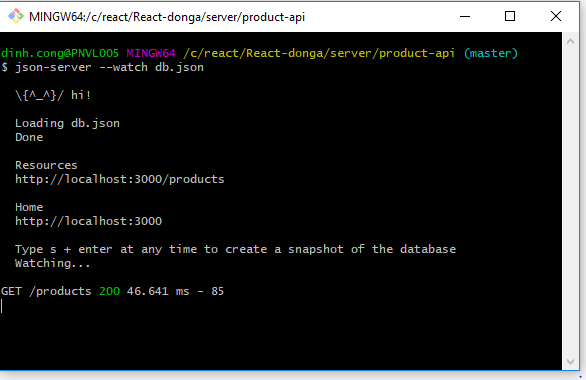 MINGW64:/c/react/React-donga/server/product-api
dinh.cong@PNVL005 MINGW64 /c/react/React-donga/server/product-api (master)
$ json-server --watch db.json
\{^_^}/ hi!
Loading db.json
Done
Resources
http://localhost:3000/products
Home
http://localhost:3000
Type s + enter at any time to create a snapshot of the database
Watching...
GET /products 200 46.641 ms - 85